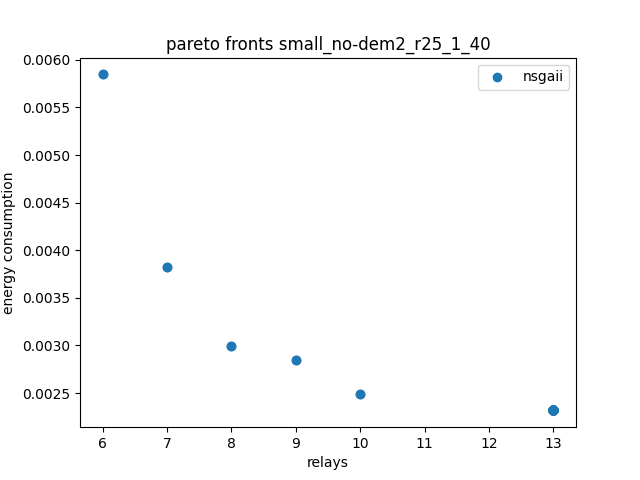 pareto fronts small_no-dem2_r25_1_40
nsgaii
energy consumption
0.0060
0.0055
0.0050
0.0045
0.0040
0.0035
0.0030
0.0025
6 7 8 9 10 11 12 13
relays